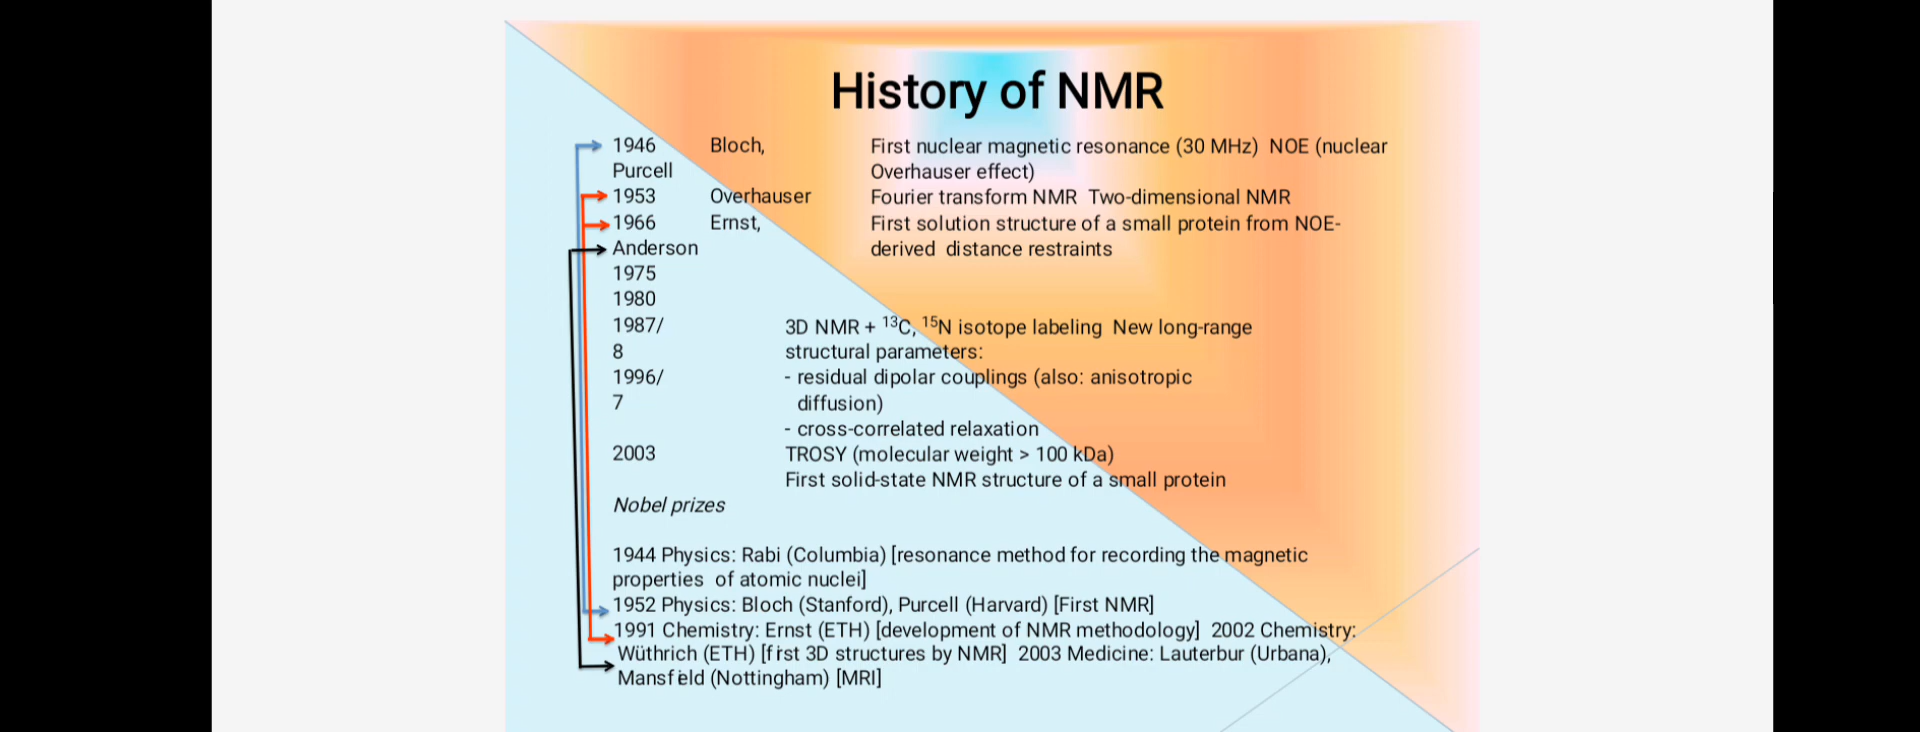 History of NMR
1946 Bloch, First nuclear magnetic resonance (30 MHz) NOE (nuclear
Purcell Overhauser effect)
1953 Overhauser Fourier transform NMR Two-dimensional NMR
1966 Ernst, First solution structure of a small protein from NOE-
Anderson derived distance restraints
1975
1980
1987/ 3D NMR + ¹³C, ¹⁵N isotope labeling New long-range
8 structural parameters:
1996/ - residual dipolar couplings (also: anisotropic
7 diffusion)
- cross-correlated relaxation
2003 TROSY (molecular weight > 100 kDa)
First solid-state NMR structure of a small protein
Nobel prizes
1944 Physics: Rabi (Columbia) [resonance method for recording the magnetic
properties of atomic nuclei]
1952 Physics: Bloch (Stanford), Purcell (Harvard) [First NMR]
1991 Chemistry: Ernst (ETH) [development of NMR methodology] 2002 Chemistry:
Wüthrich (ETH) [first 3D structures by NMR] 2003 Medicine: Lauterbur (Urbana),
Mansfield (Nottingham) [MRI]